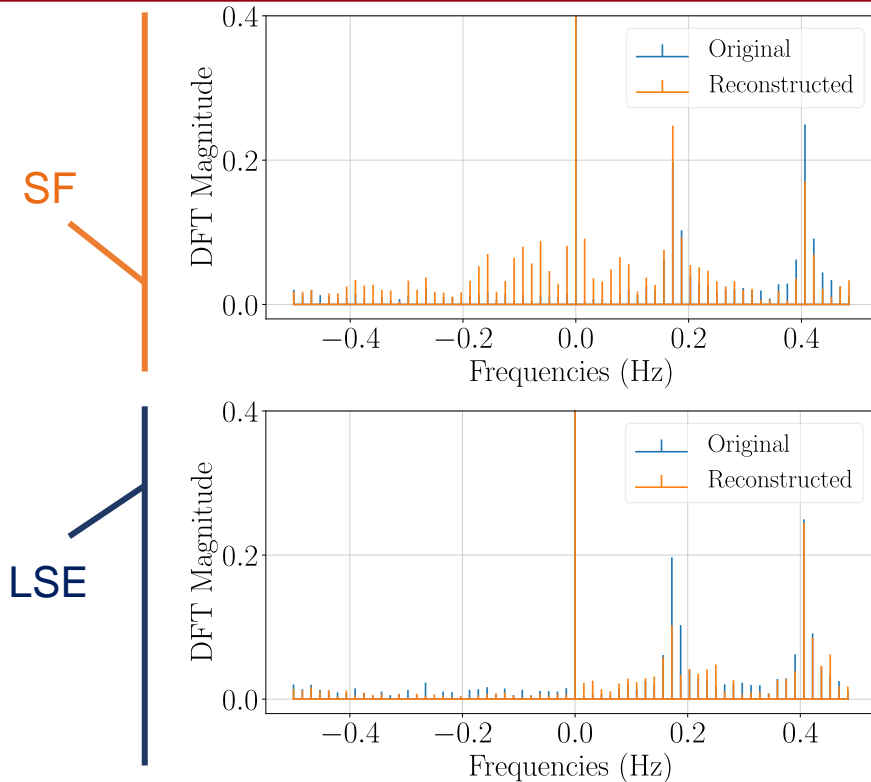 SF
DFT Magnitude
0.4
0.2
0.0
Original
Reconstructed
−0.4 −0.2 0.0 0.2 0.4
Frequencies (Hz)
LSE
DFT Magnitude
0.4
0.2
0.0
Original
Reconstructed
−0.4 −0.2 0.0 0.2 0.4
Frequencies (Hz)